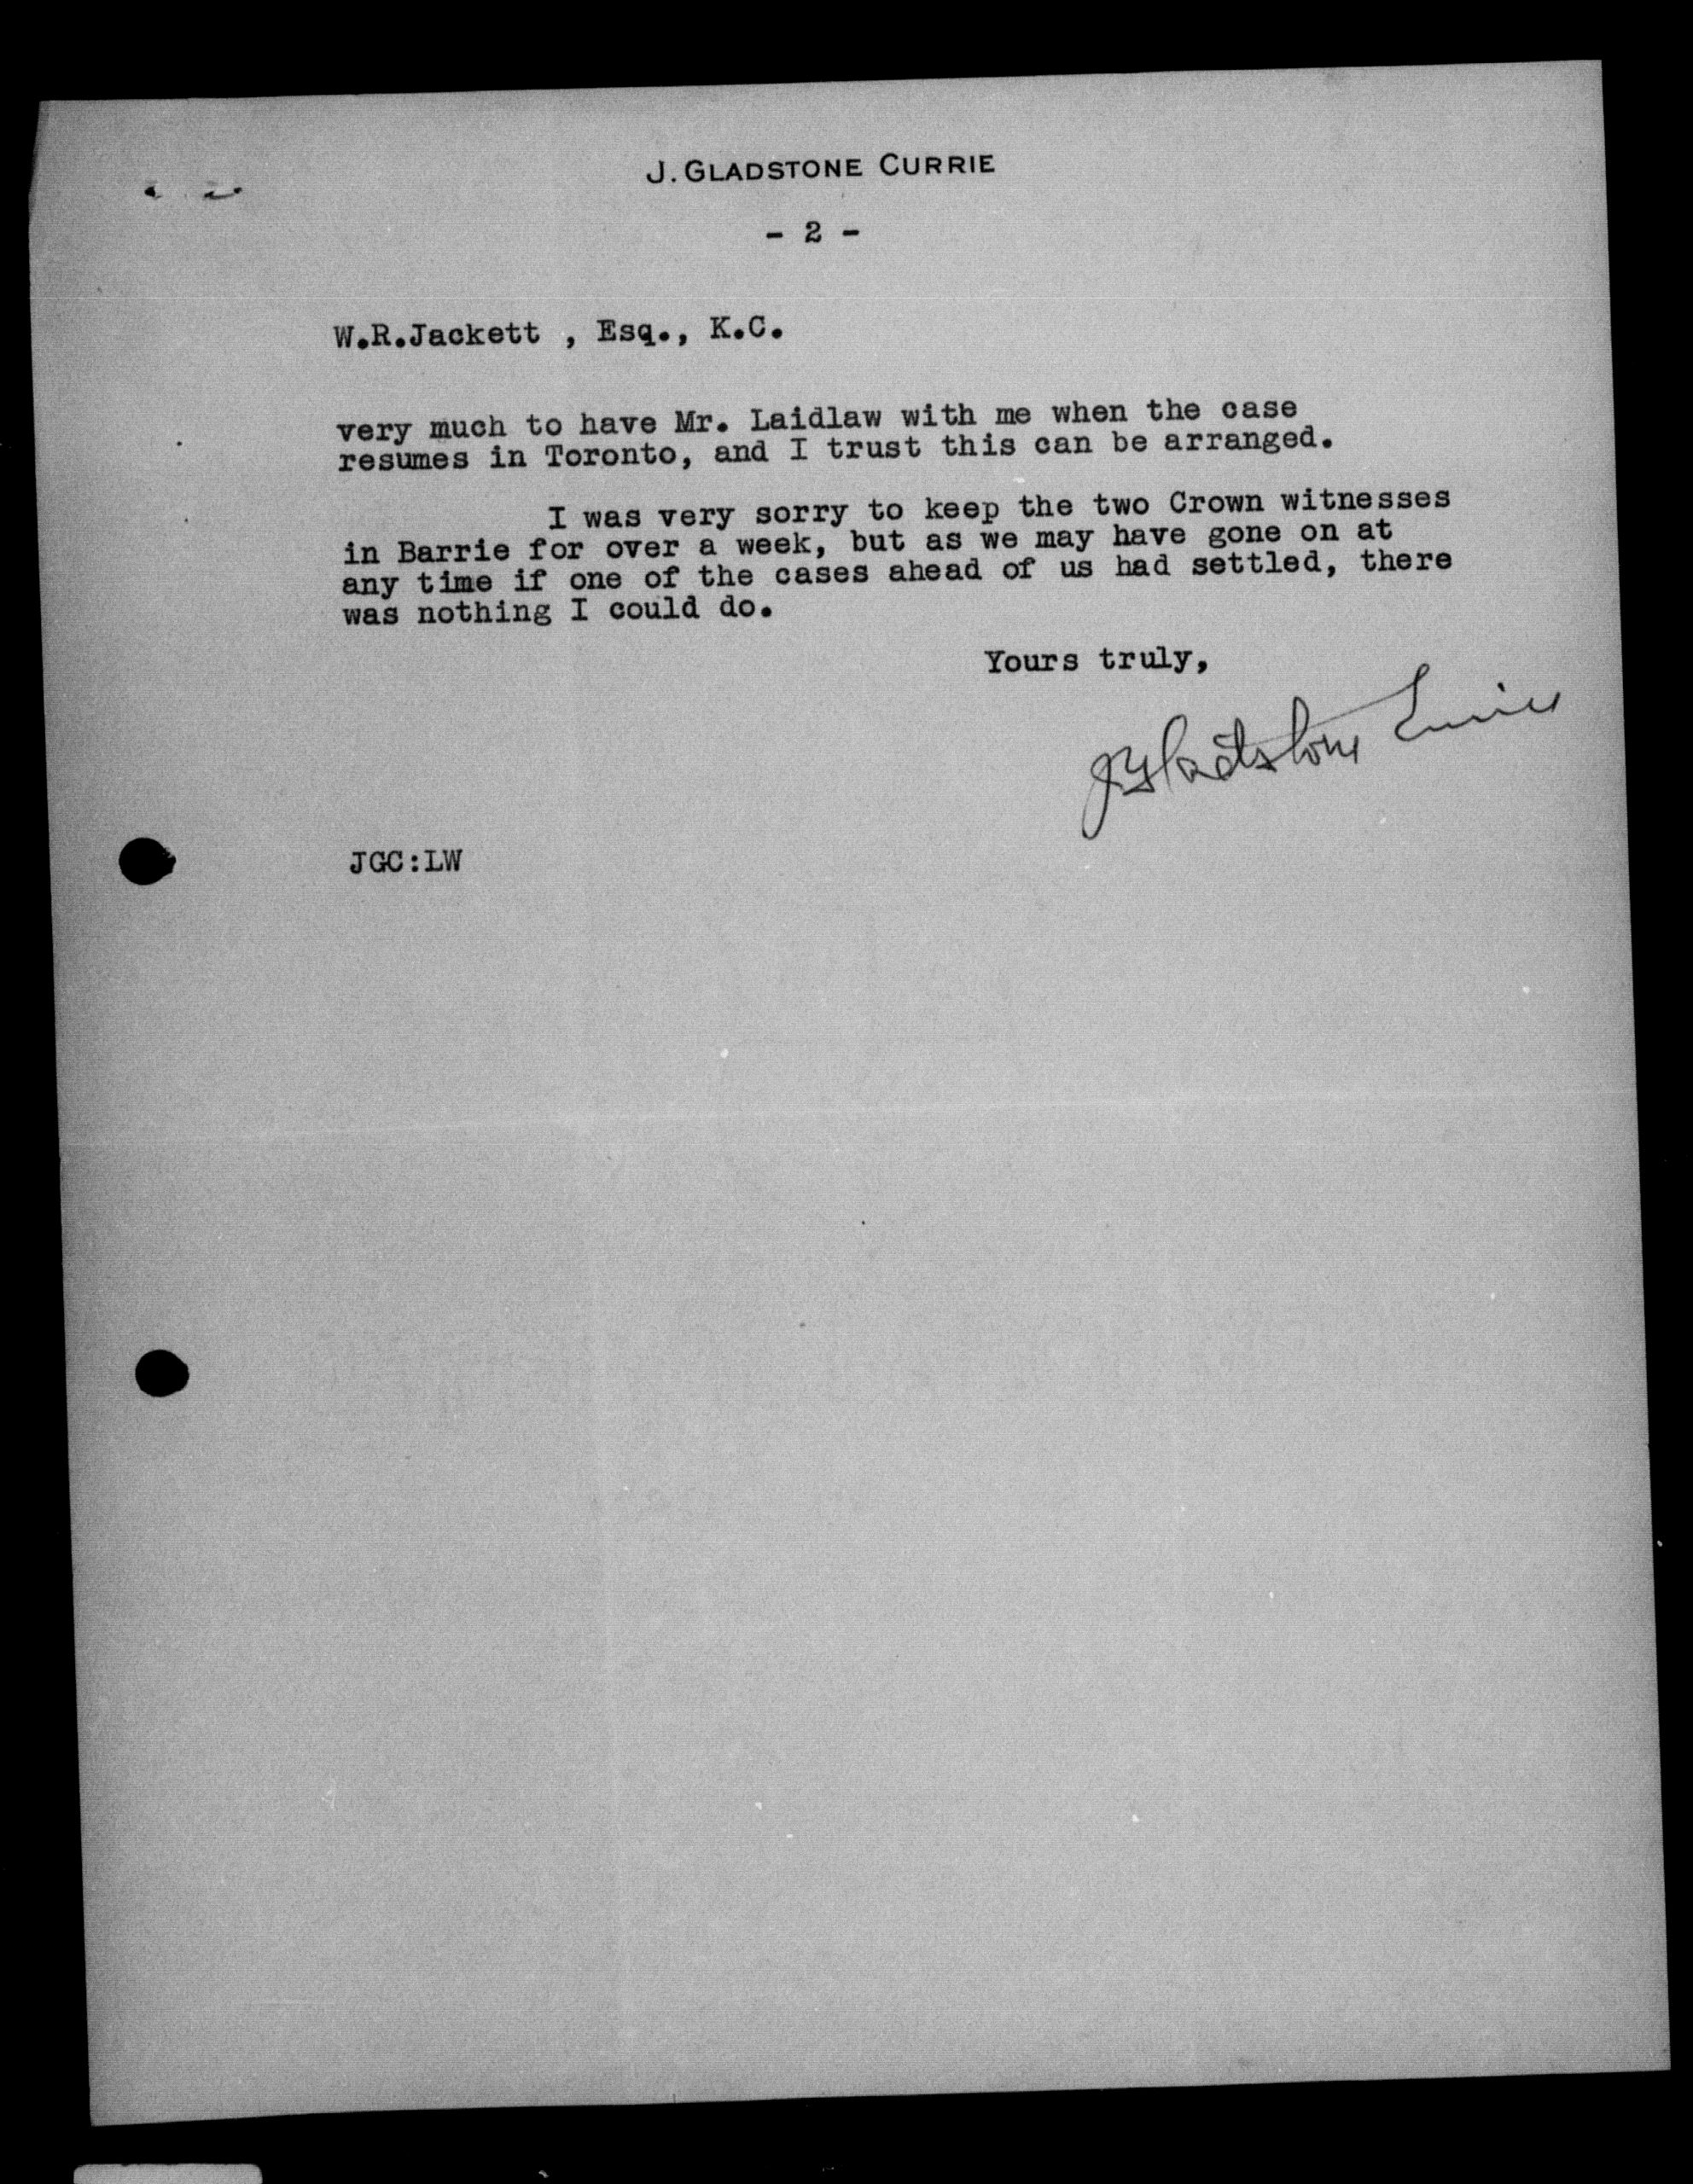 J. GLADSTONE CURRIE
- 2 -
W.R.Jackett , Esq., K.C.
very much to have Mr. Laidlaw with me when the case
resumes in Toronto, and I trust this can be arranged.
I was very sorry to keep the two Crown witnesses
in Barrie for over a week, but as we may have gone on at
any time if one of the cases ahead of us had settled, there
was nothing I could do.
Yours truly,
J Gladstone Currie
JGC:LW